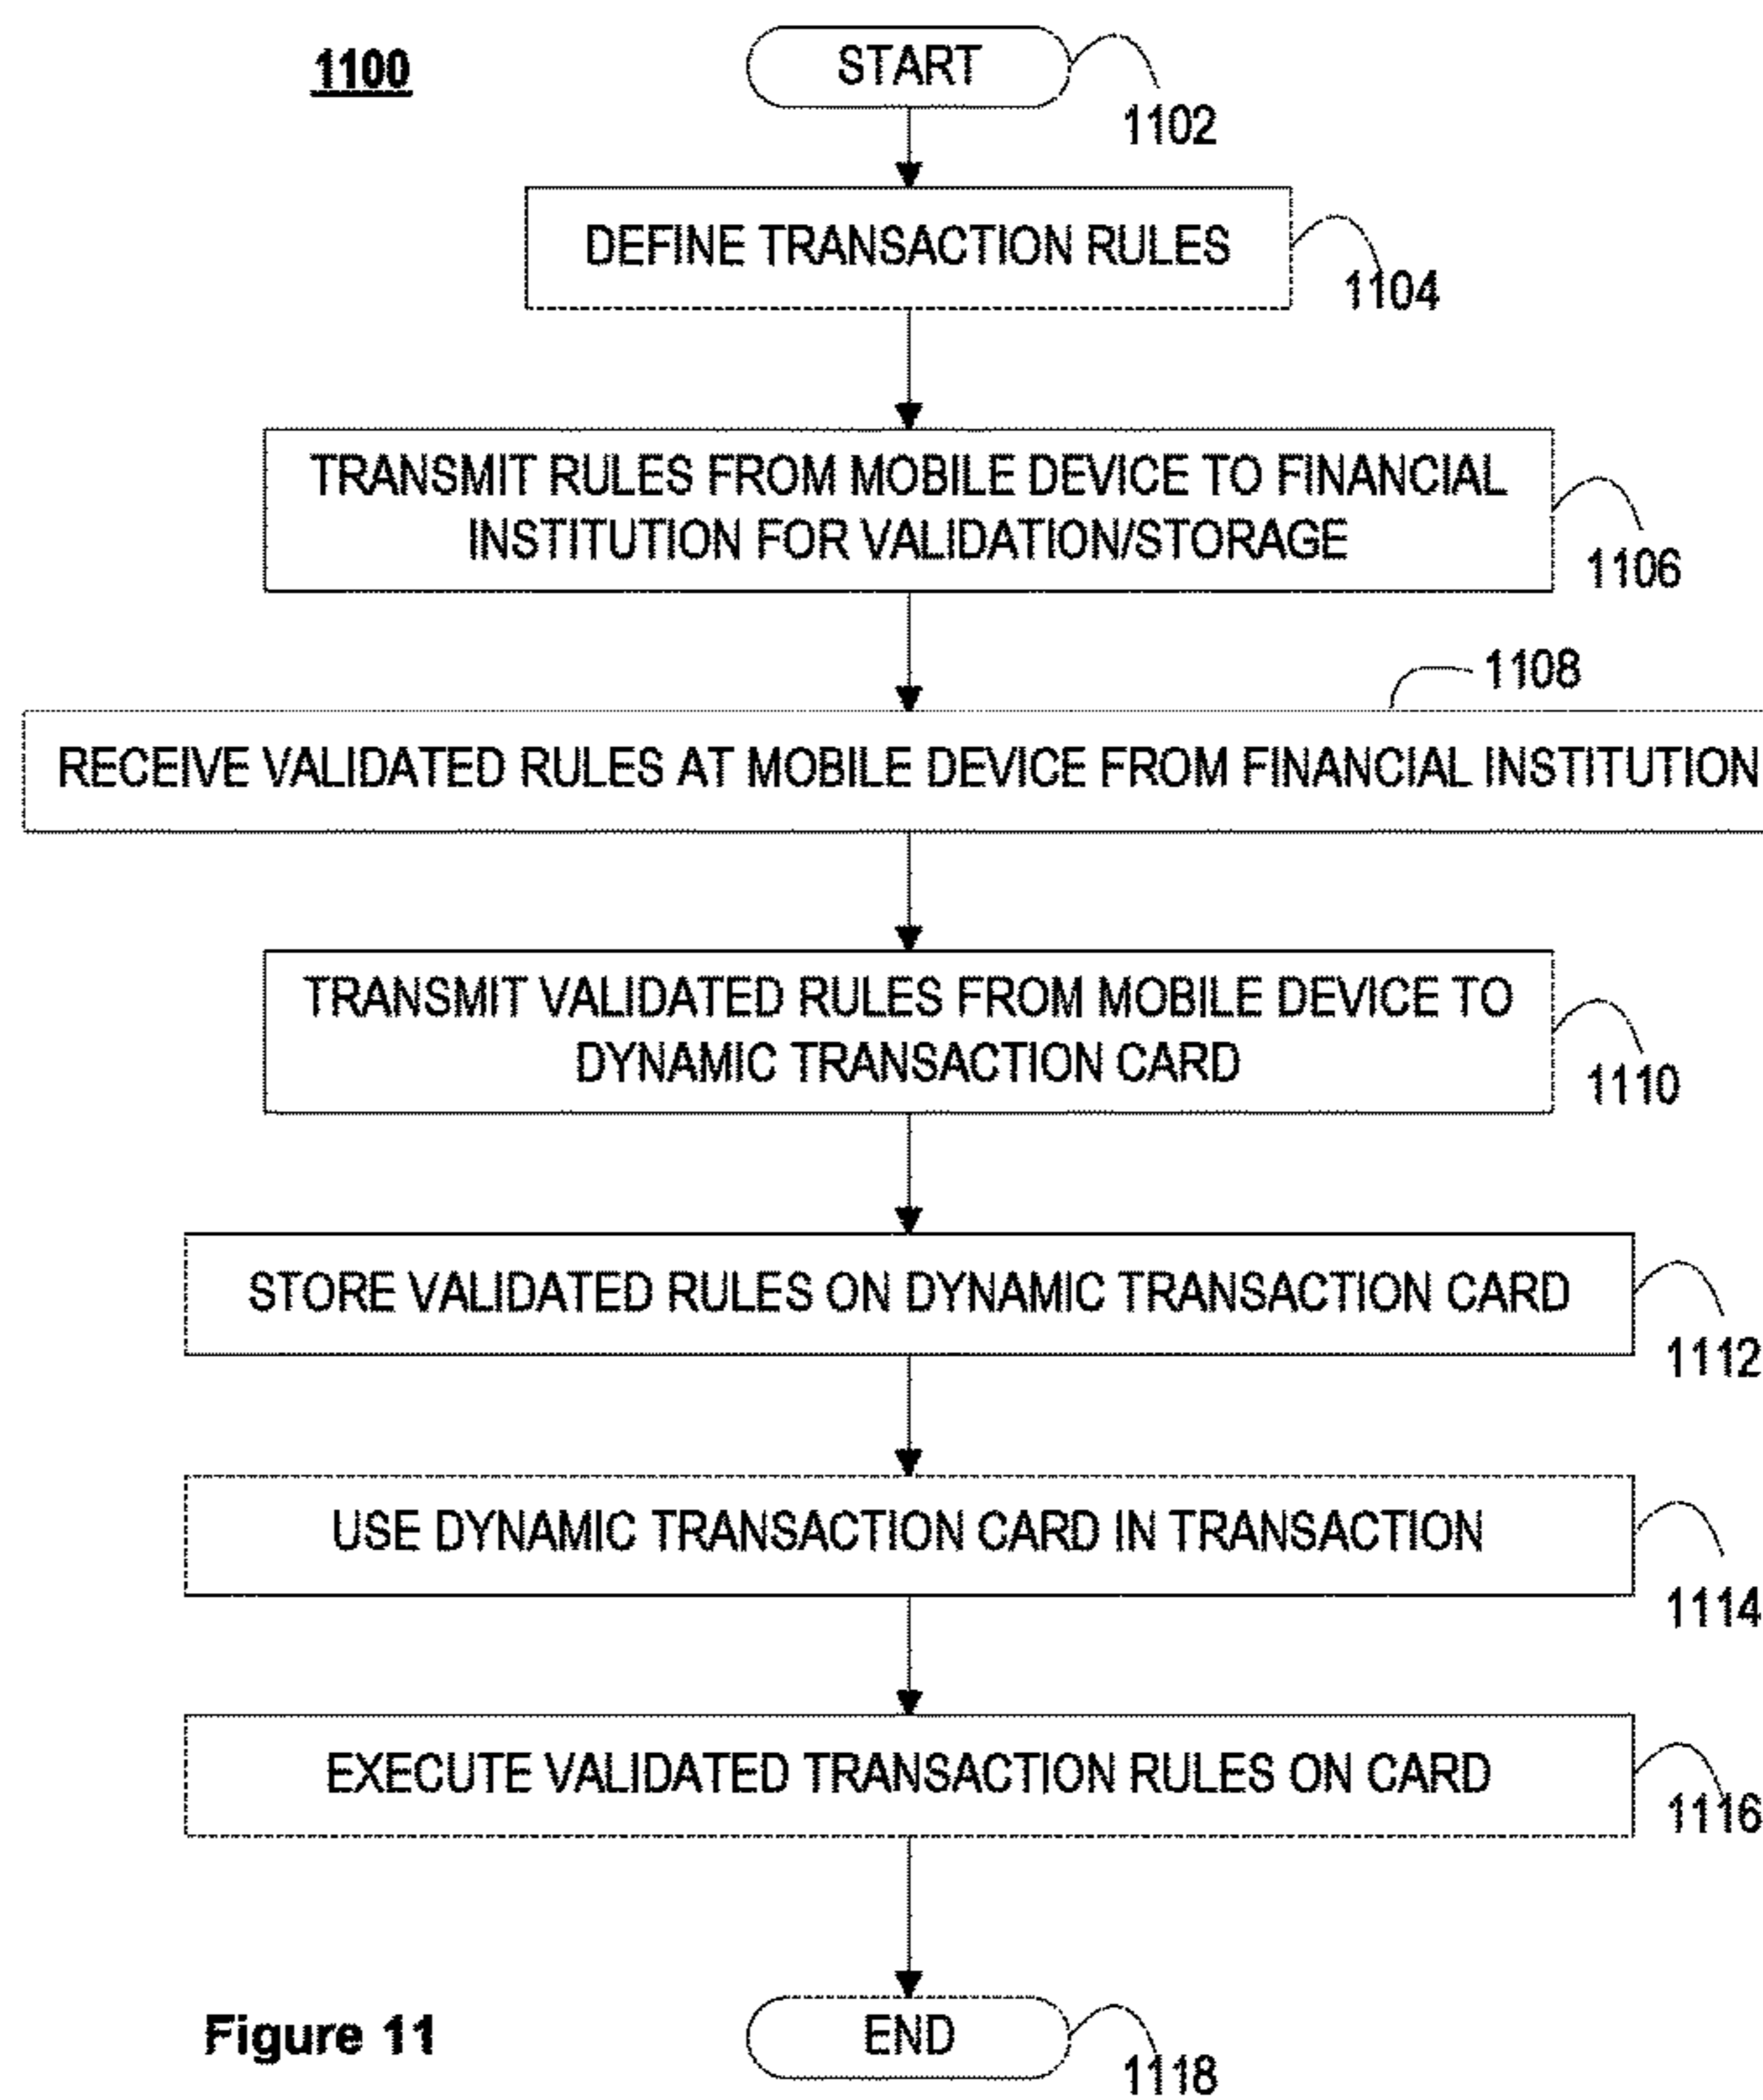 1100
START
1102
DEFINE TRANSACTION RULES
1104
TRANSMIT RULES FROM MOBILE DEVICE TO FINANCIAL
INSTITUTION FOR VALIDATION/STORAGE
1106
1108
RECEIVE VALIDATED RULES AT MOBILE DEVICE FROM FINANCIAL INSTITUTION
TRANSMIT VALIDATED RULES FROM MOBILE DEVICE TO
DYNAMIC TRANSACTION CARD
1110
STORE VALIDATED RULES ON DYNAMIC TRANSACTION CARD
1112
USE DYNAMIC TRANSACTION CARD IN TRANSACTION
1114
EXECUTE VALIDATED TRANSACTION RULES ON CARD
1116
Figure 11
END
1118